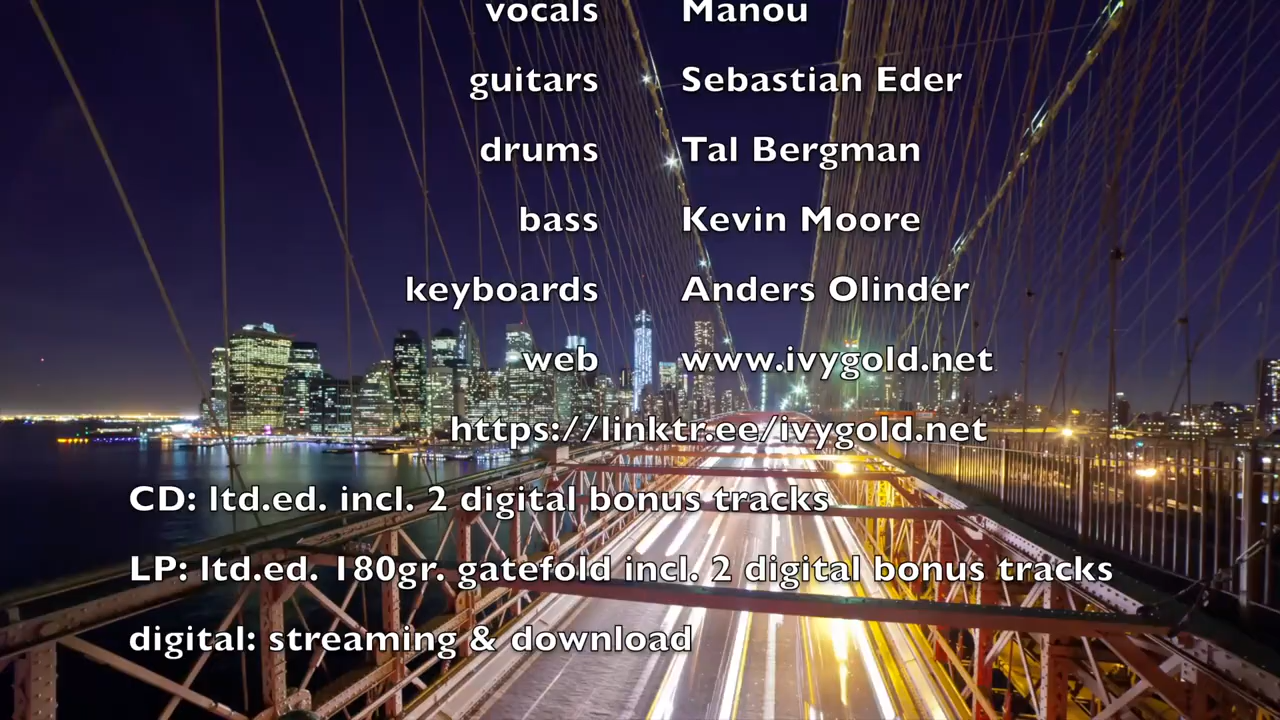 vocals Manou
guitars Sebastian Eder
drums Tal Bergman
bass Kevin Moore
keyboards Anders Olinder
web www.ivygold.net
https://linktr.ee/ivygold.net
CD: ltd.ed. incl. 2 digital bonus tracks
LP: ltd.ed. 180gr. gatefold incl. 2 digital bonus tracks
digital: streaming & download